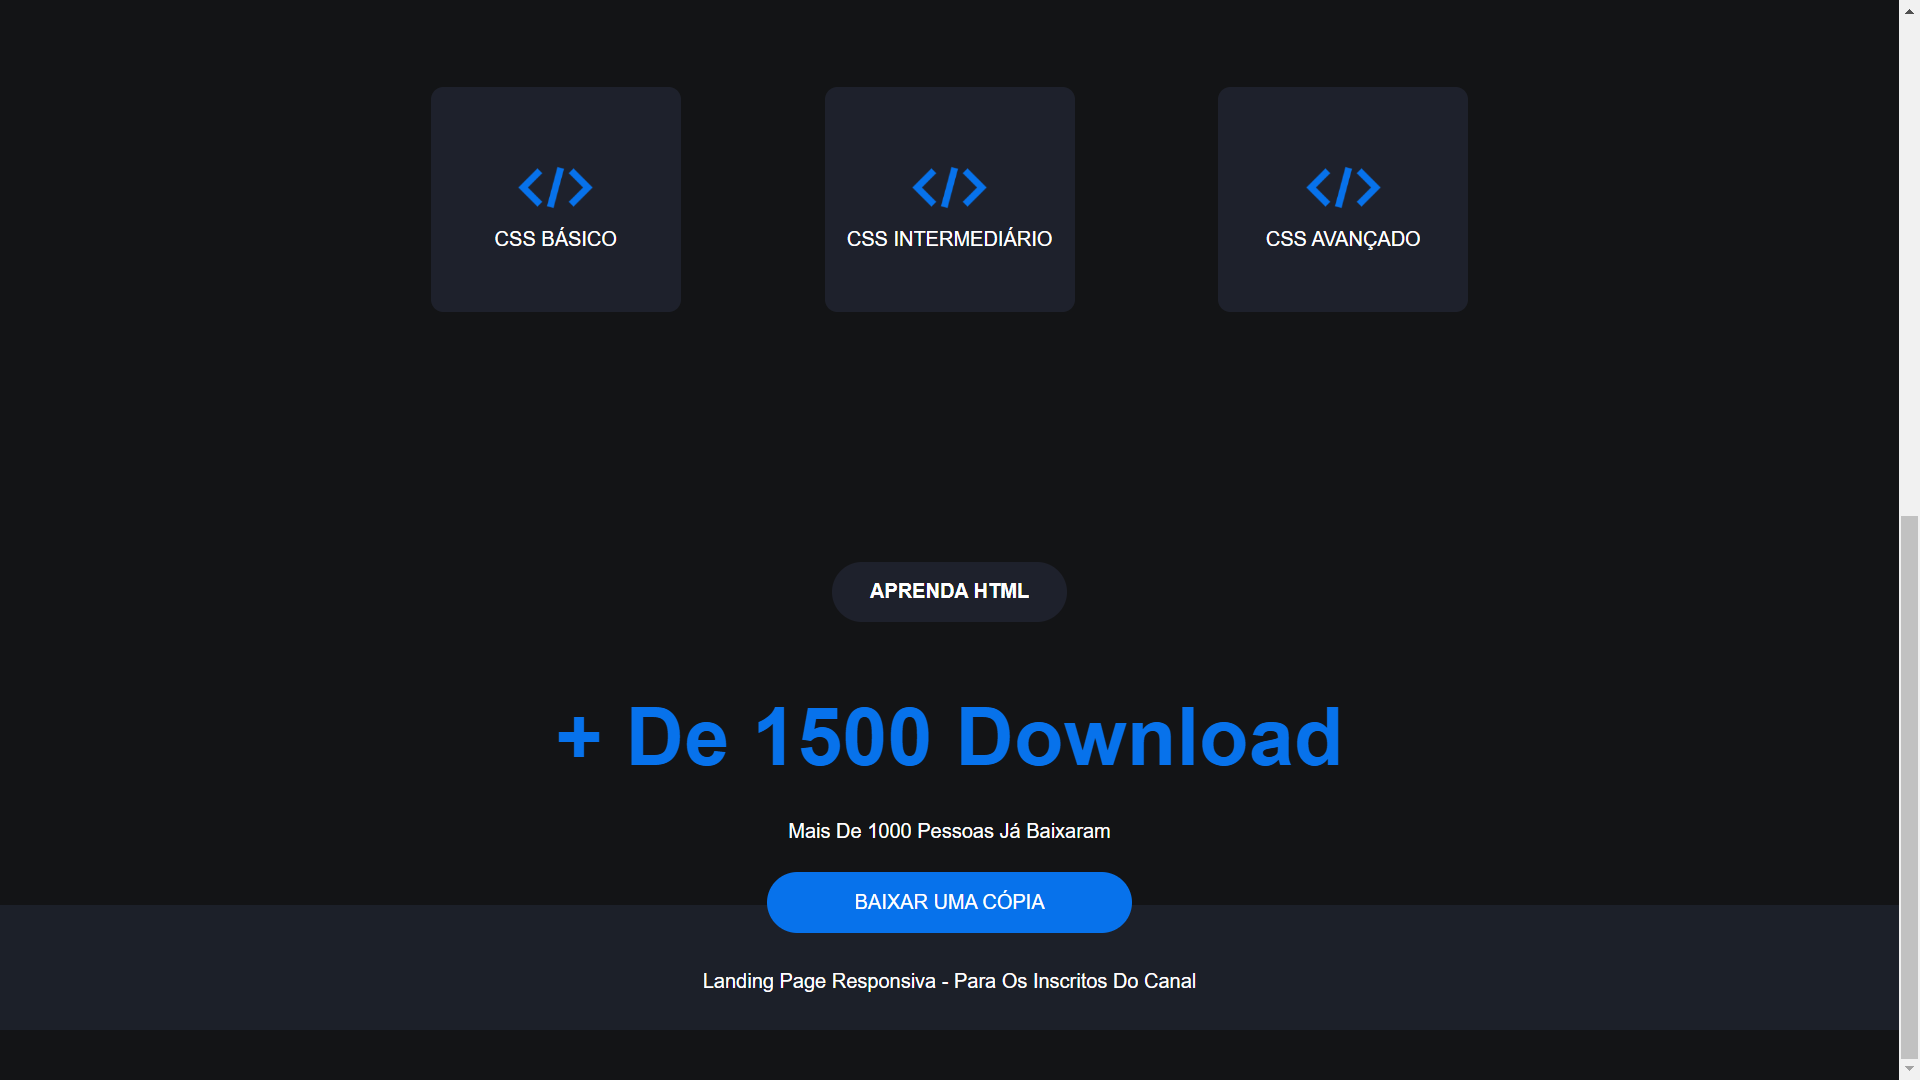 CSS BÁSICO
CSS INTERMEDIÁRIO
CSS AVANÇADO
APRENDA HTML
+ De 1500 Download
Mais De 1000 Pessoas Já Baixaram
BAIXAR UMA CÓPIA
Landing Page Responsiva - Para Os Inscritos Do Canal